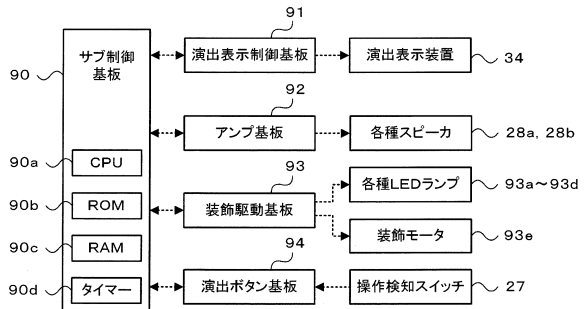 91
サブ制御
基板
90
演出表示制御基板
演出表示装置
34
92
アンプ基板
各種スピーカ
28a, 28b
90a
CPU
93
各種LEDランプ
93a～93d
90b
ROM
装飾駆動基板
90c
RAM
装飾モータ
93e
94
90d
タイマー
演出ボタン基板
操作検知スイッチ
27